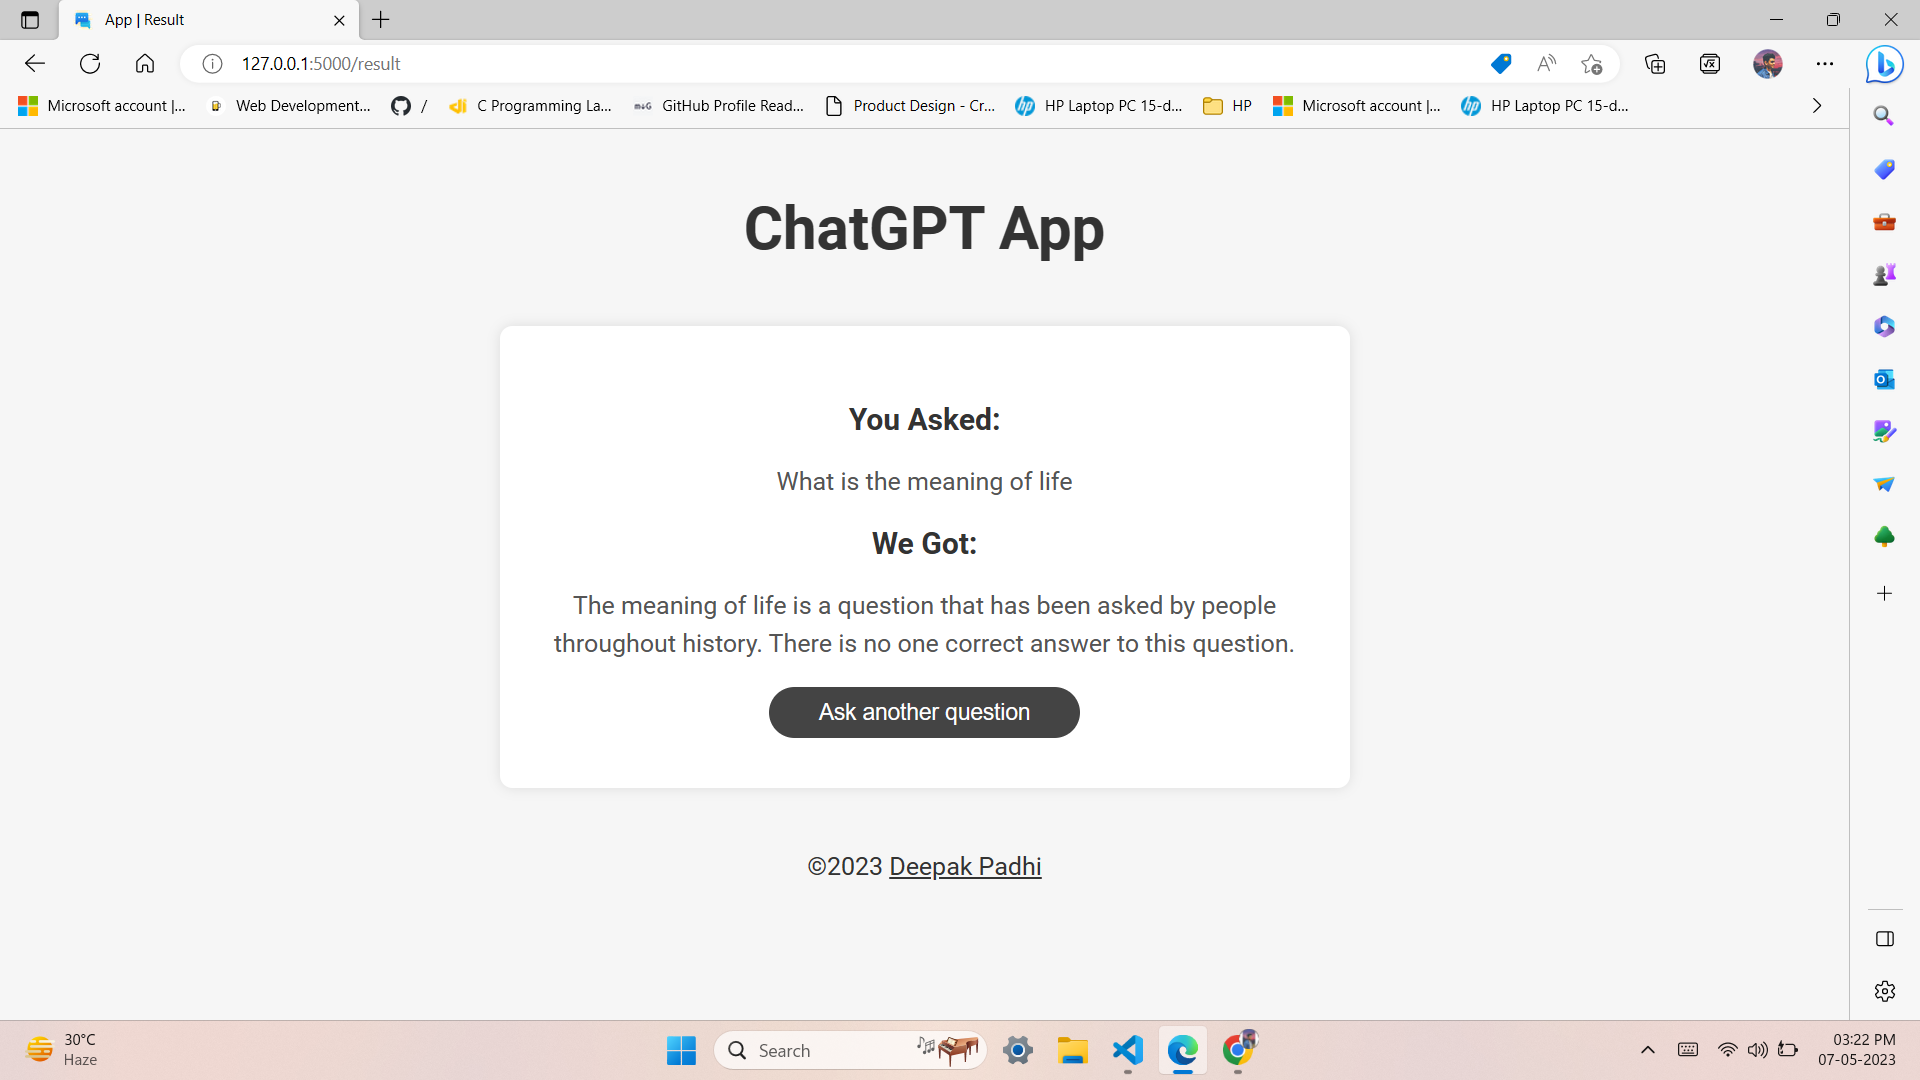 App | Result
127.0.0.1:5000/result
Microsoft account |...
Web Development...
/
C Programming La...
m↓G
GitHub Profile Read...
Product Design - Cr...
HP Laptop PC 15-d...
HP
Microsoft account |...
HP Laptop PC 15-d...
ChatGPT App
You Asked:
What is the meaning of life
We Got:
The meaning of life is a question that has been asked by people
throughout history. There is no one correct answer to this question.
Ask another question
©2023 Deepak Padhi
30°C
Haze
Search
03:22 PM
07-05-2023